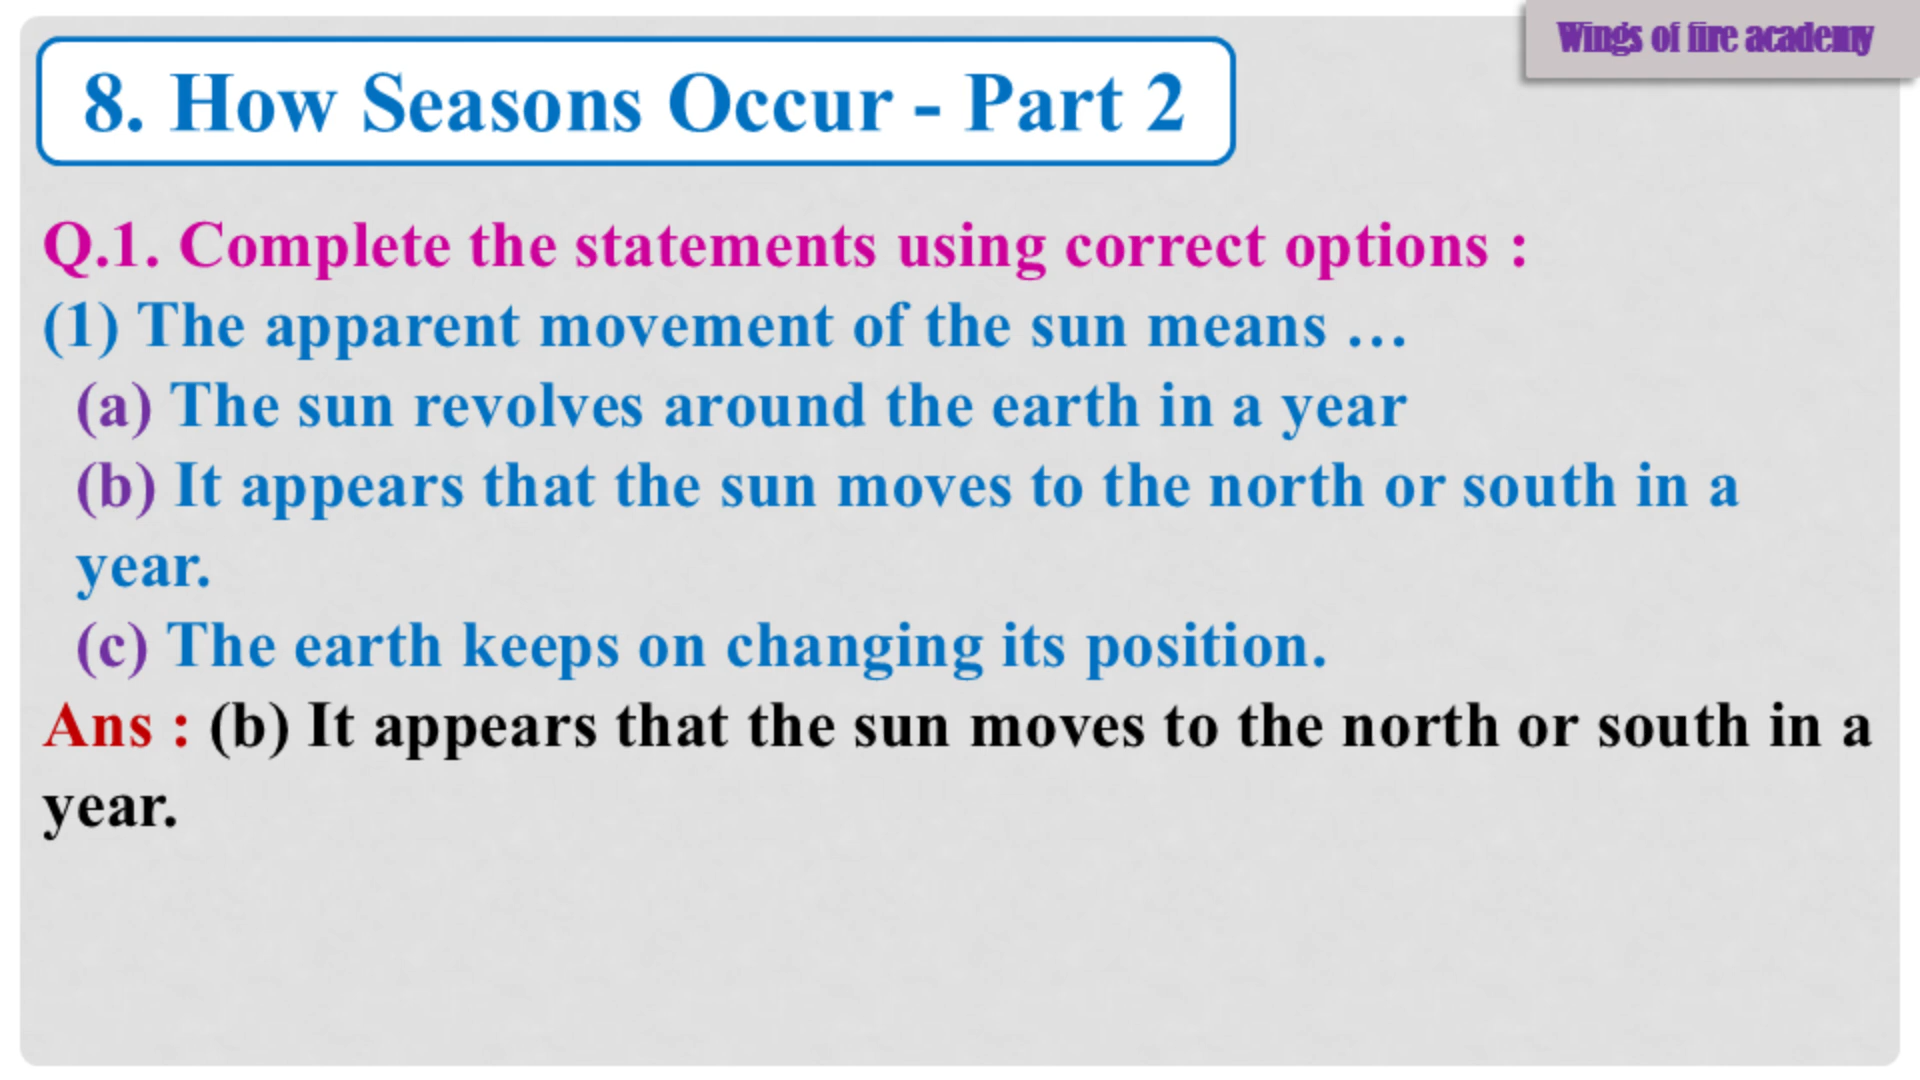 Wings of fire academy
8. How Seasons Occur - Part 2
Q.1. Complete the statements using correct options :
(1) The apparent movement of the sun means …
(a) The sun revolves around the earth in a year
(b) It appears that the sun moves to the north or south in a
year.
(c) The earth keeps on changing its position.
Ans : (b) It appears that the sun moves to the north or south in a
year.